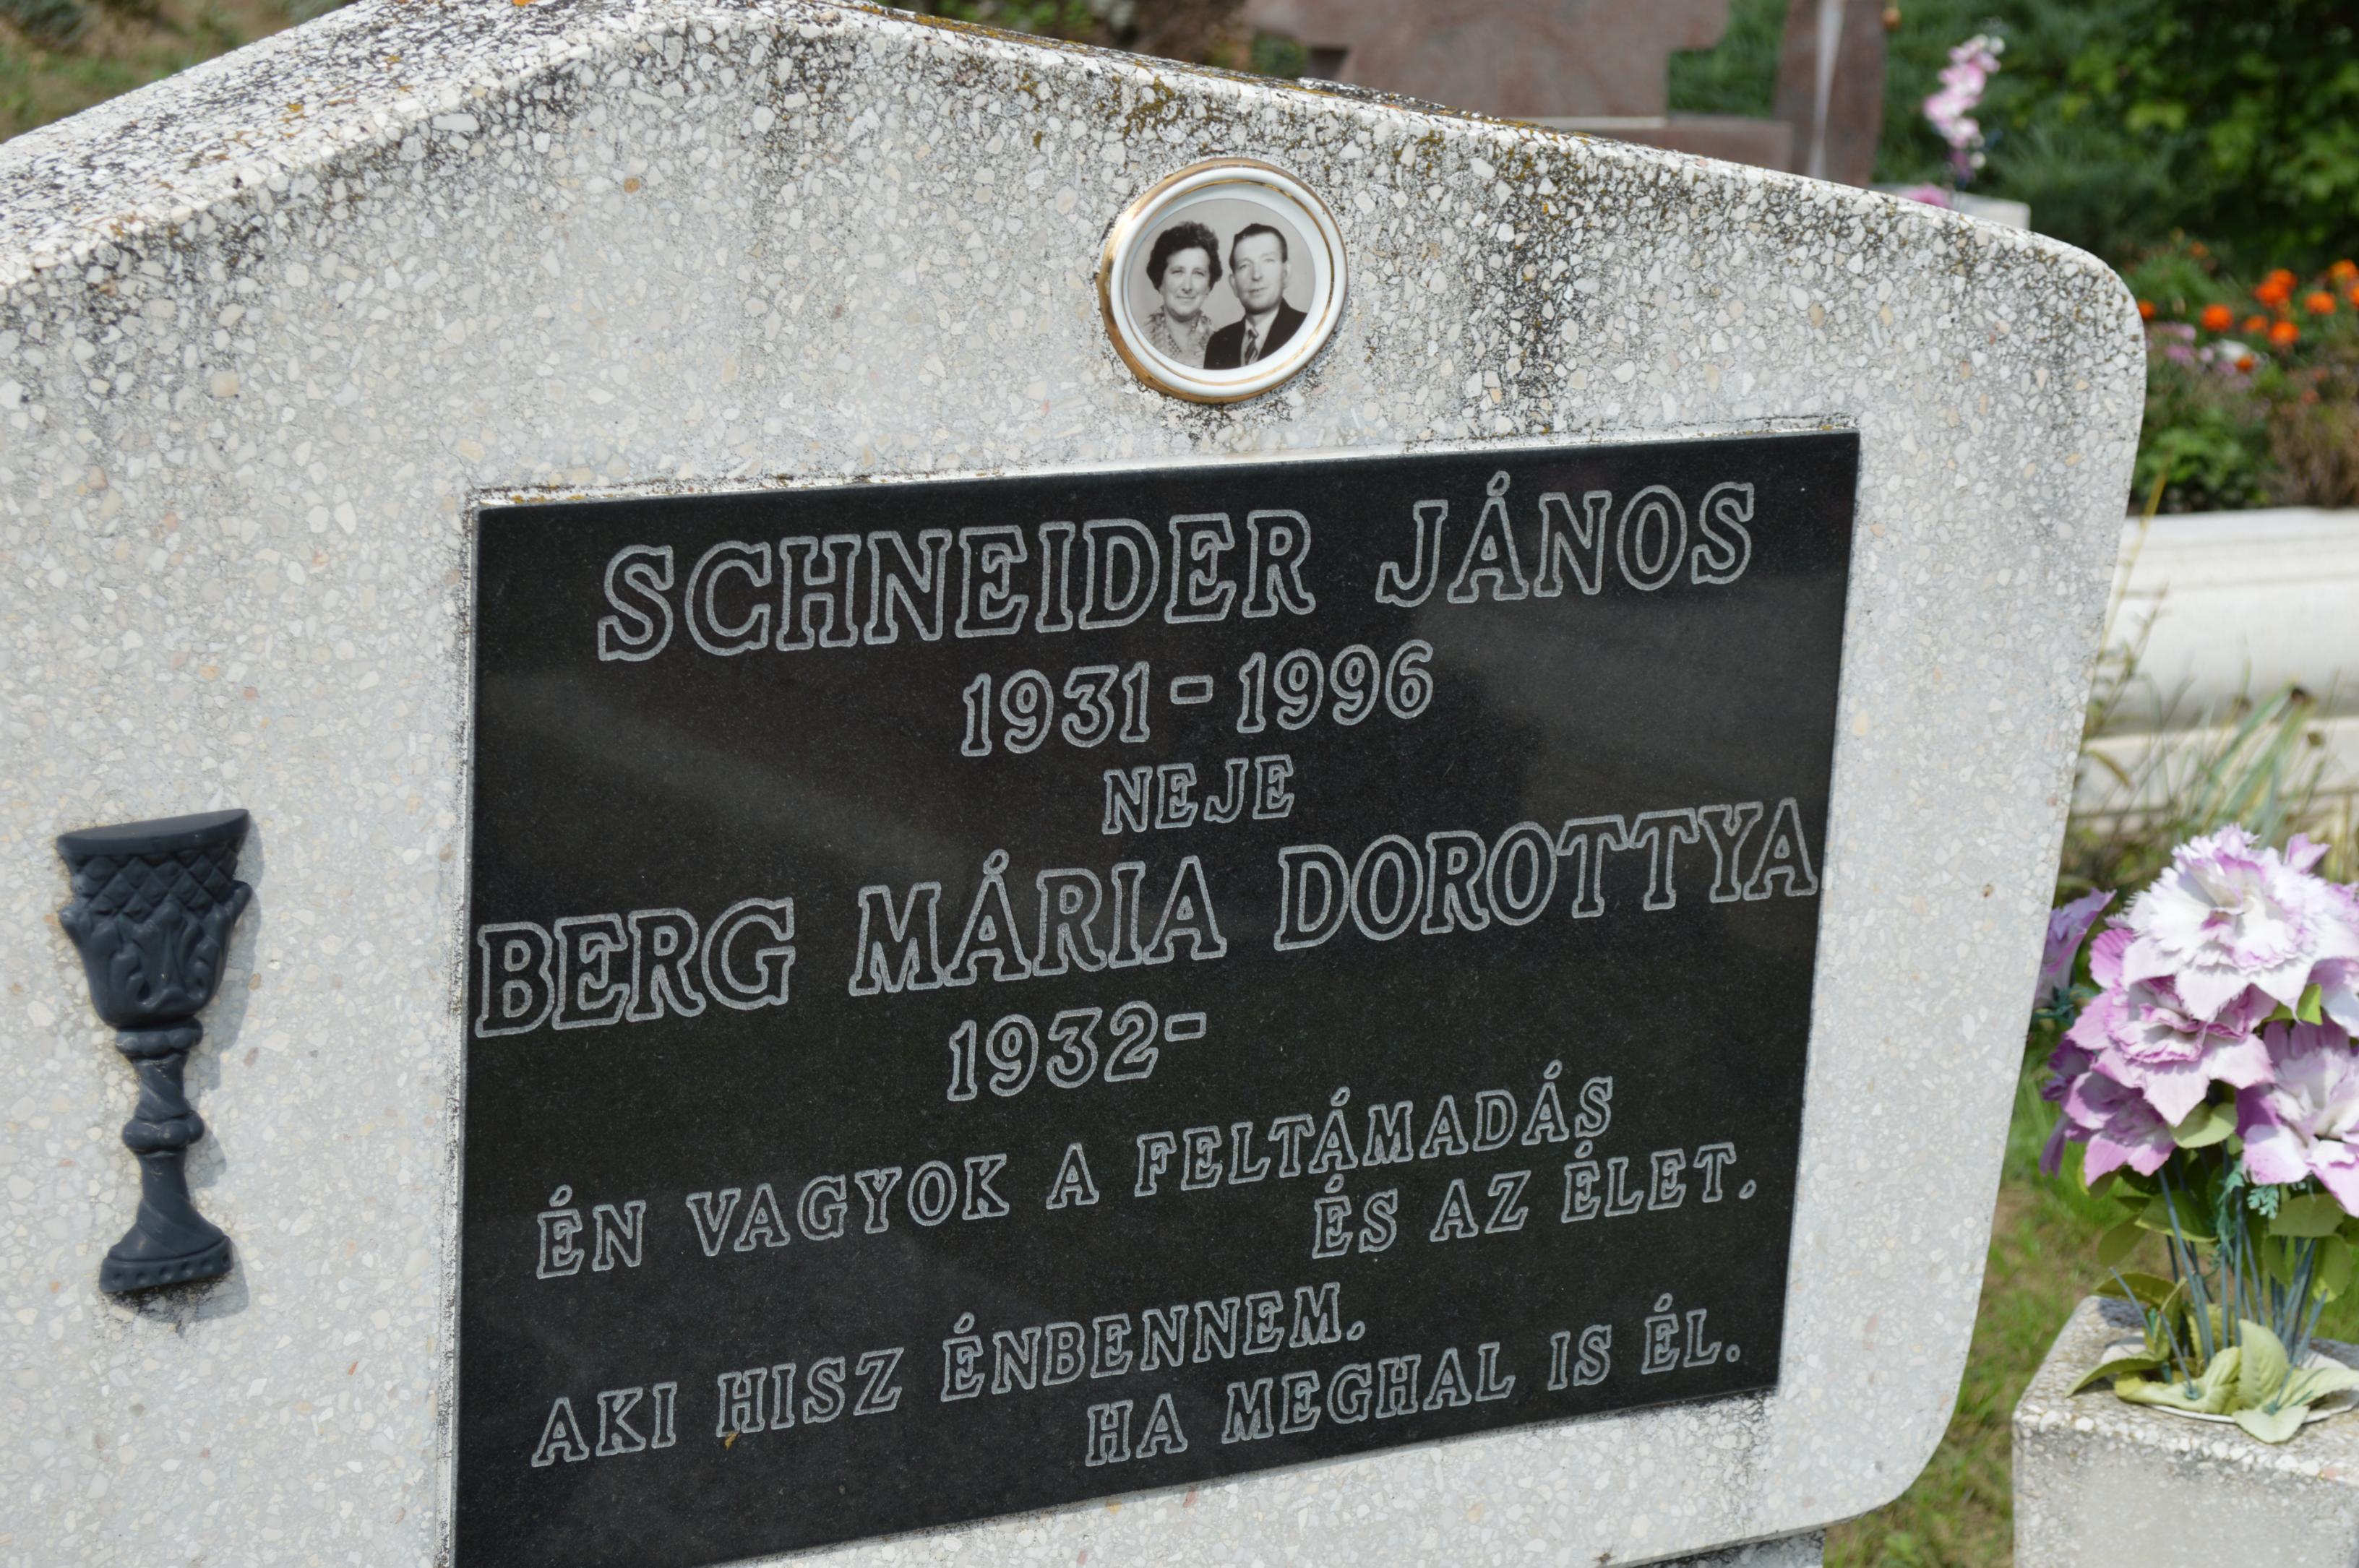 SCHNEIDER JÁNOS
1931-1996
NEJE
BERG MÁRIA DOROTTYA
1932-
ÉN VAGYOK A FELTÁMADÁS
ÉS AZ ÉLET.
AKI HISZ ÉNBENNEM.
HA MEGHAL IS ÉL.